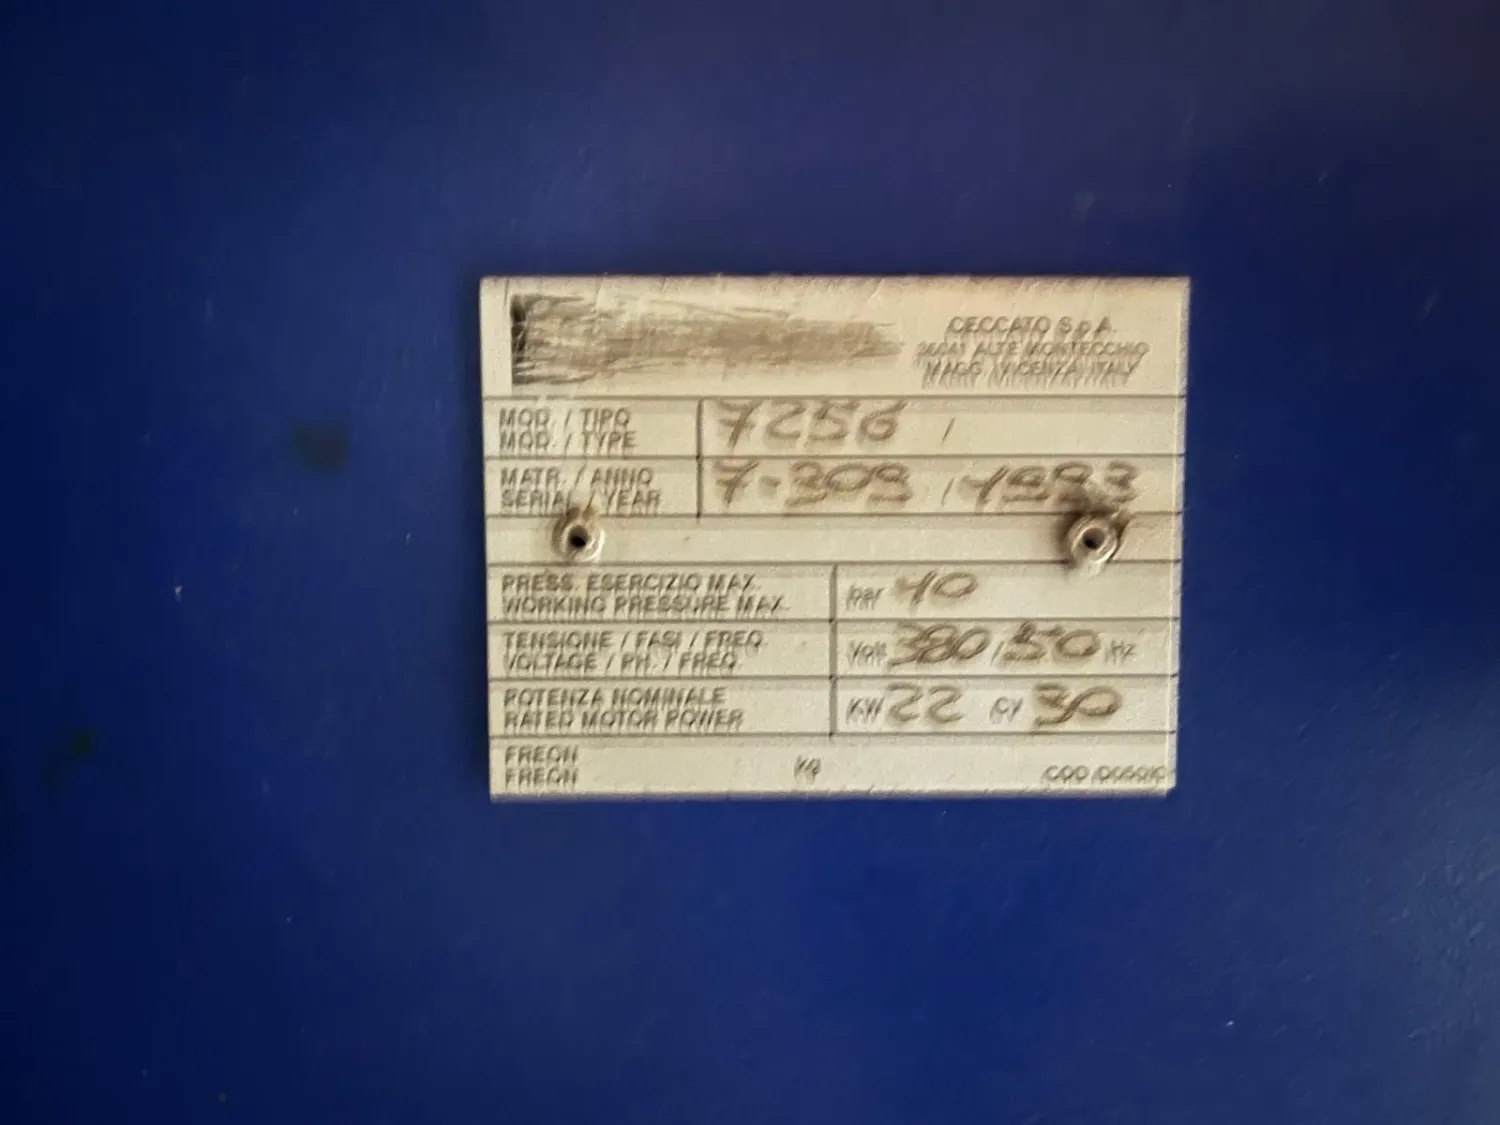 CECCATO S.p.A.
36041 ALTE MONTECCHIO
MAGG. (VICENZA) ITALY
MOD. / TIPO
MOD. / TYPE
7256 /
MATR. / ANNO
SERIAL / YEAR
7-309 / 1993
PRESS. ESERCIZIO MAX.
WORKING PRESSURE MAX.
bar 10
TENSIONE / FASI / FREQ.
VOLTAGE / PH. / FREQ.
Volt 380 / 50 Hz
POTENZA NOMINALE
RATED MOTOR POWER
KW 22 CV 30
FREON
FREON
kg
COD.